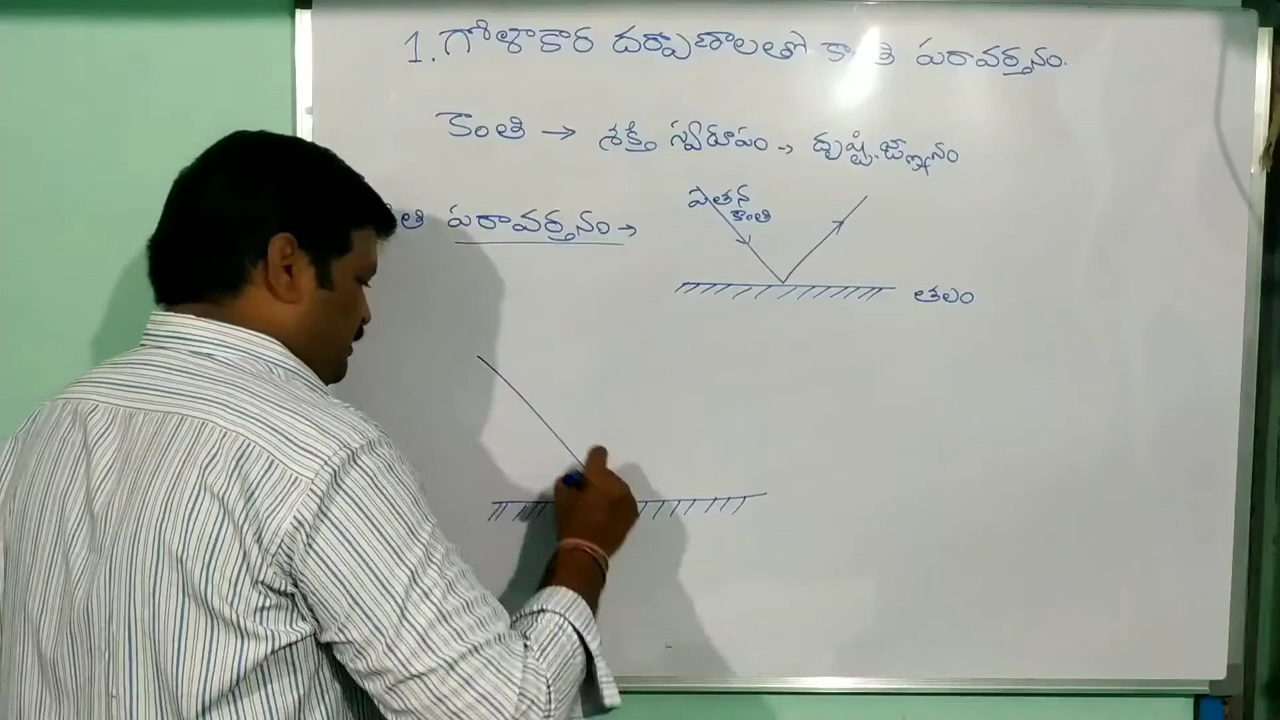 1. గోళాకార దర్పణాలతో కాంతి పరావర్తనం.
కాంతి → శక్తి స్వరూపం →
పరావర్తనం →
పతన
కాంతి
తలం